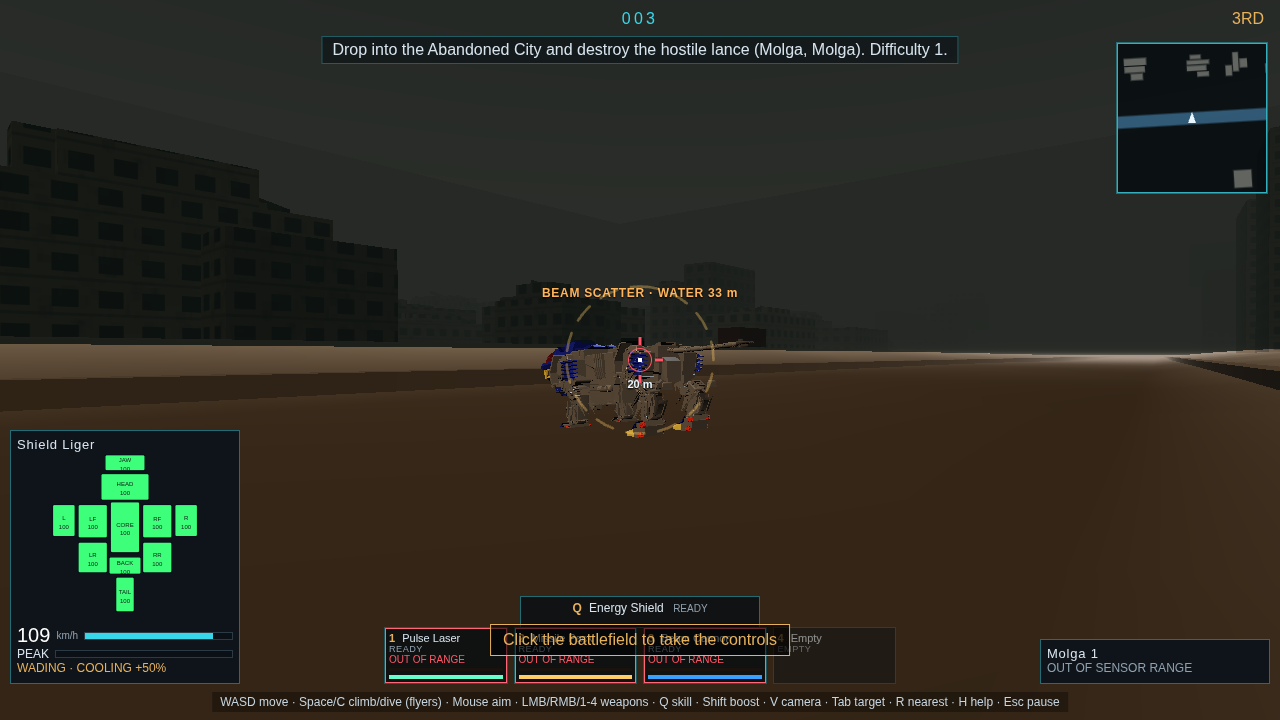 003
3RD
Drop into the Abandoned City and destroy the hostile lance (Molga, Molga). Difficulty 1.
BEAM SCATTER · WATER 33 m
20 m
Shield Liger
JAW
100
HEAD
100
L
100
LF
100
CORE
100
RF
100
R
100
LR
100
BACK
100
RR
100
TAIL
100
109 km/h
PEAK
WADING · COOLING +50%
Q Energy Shield READY
1 Pulse Laser
READY
OUT OF RANGE
READY
OUT OF RANGE
READY
OUT OF RANGE
4 Empty
EMPTY
Click the battlefield to take the controls
Molga 1
OUT OF SENSOR RANGE
WASD move · Space/C climb/dive (flyers) · Mouse aim · LMB/RMB/1-4 weapons · Q skill · Shift boost · V camera · Tab target · R nearest · H help · Esc pause